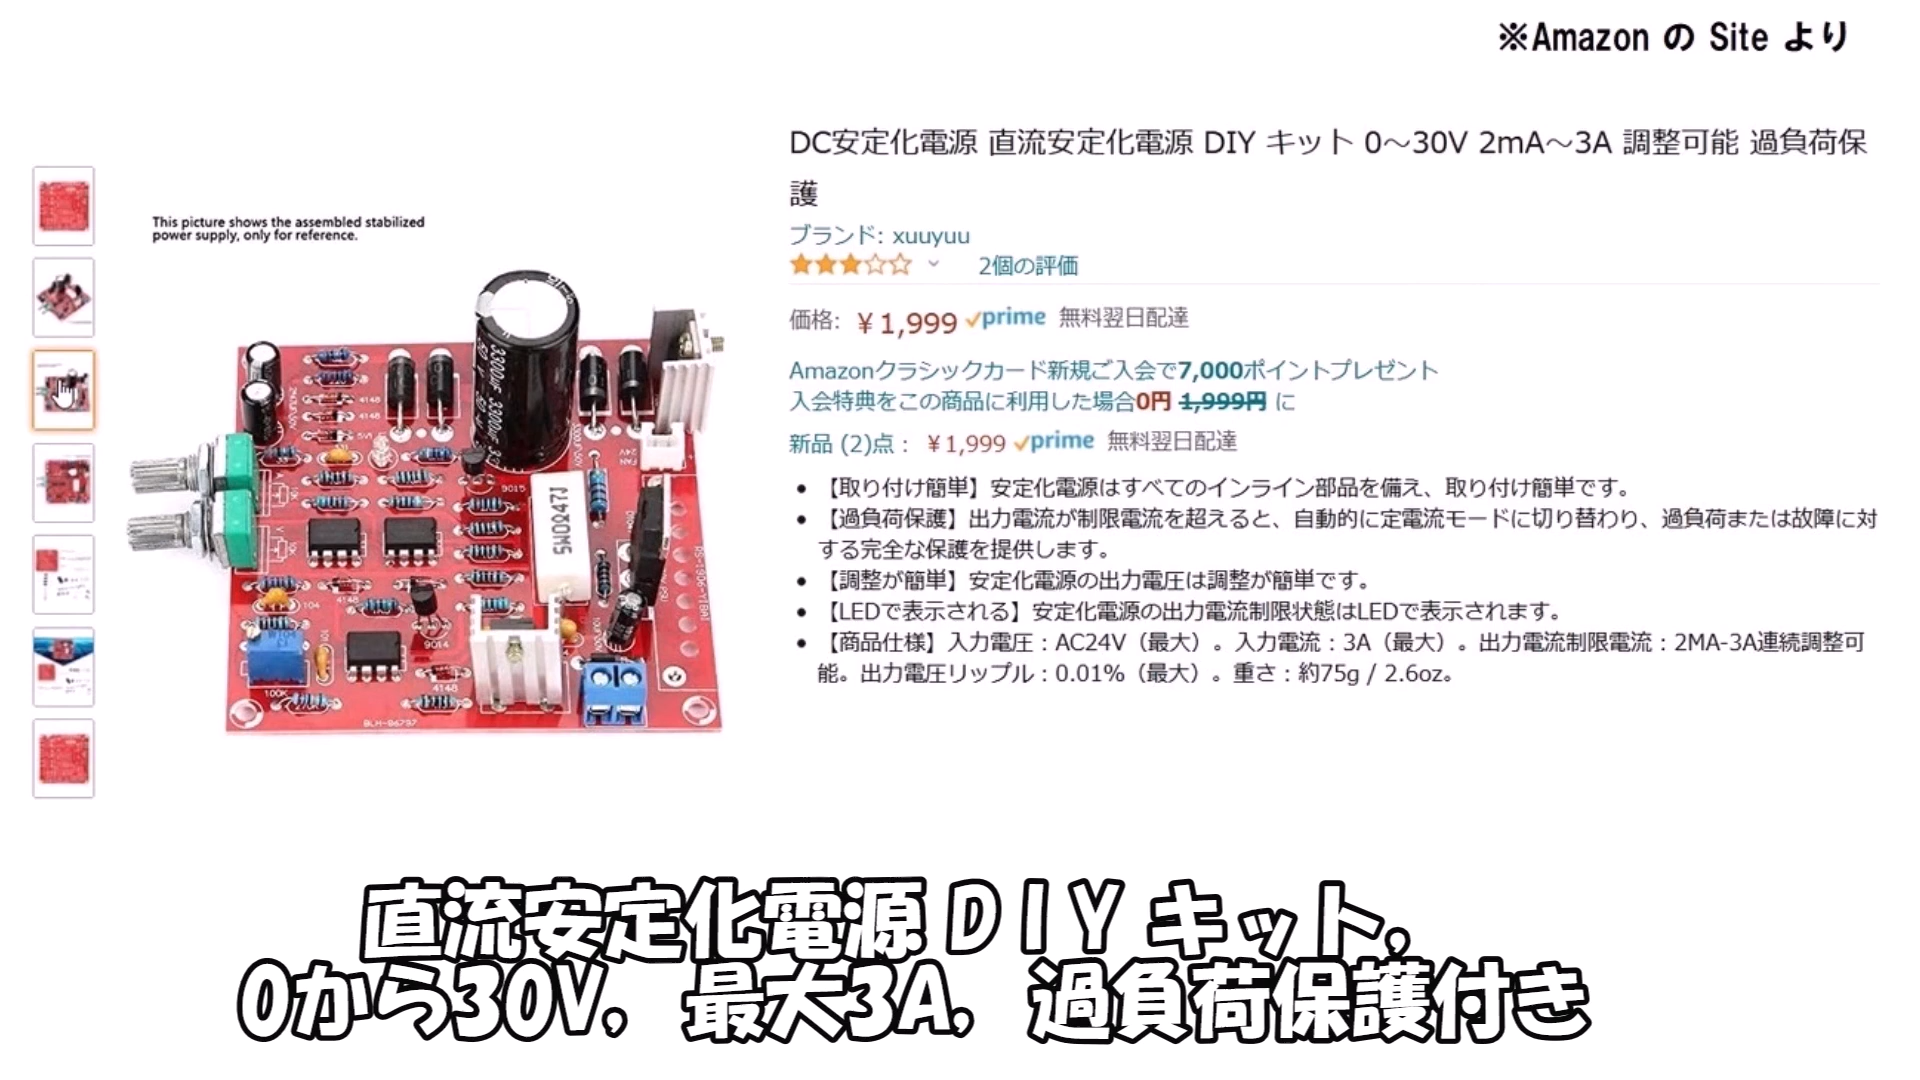 ※Amazon の Site より
DC安定化電源 直流安定化電源 DIY キット 0～30V 2mA～3A 調整可能 過負荷保
護
ブランド: xuuyuu
2個の評価
価格: ￥1,999 prime 無料翌日配達
Amazonクラシックカード新規ご入会で7,000ポイントプレゼント
入会特典をこの商品に利用した場合0円 1,999円 に
新品 (2)点： ￥1,999 prime 無料翌日配達
• 【取り付け簡単】安定化電源はすべてのインライン部品を備え、取り付け簡単です。
• 【過負荷保護】出力電流が制限電流を超えると、自動的に定電流モードに切り替わり、過負荷または故障に対
する完全な保護を提供します。
• 【調整が簡単】安定化電源の出力電圧は調整が簡単です。
• 【LEDで表示される】安定化電源の出力電流制限状態はLEDで表示されます。
• 【商品仕様】入力電圧：AC24V（最大）。入力電流：3A（最大）。出力電流制限電流：2MA-3A連続調整可
能。出力電圧リップル：0.01%（最大）。重さ：約75g / 2.6oz。
This picture shows the assembled stabilized
power supply, only for reference.
4148
4148
5V1
FAN
24V
5WΩ47J
104
4148
W104
9014
100K
4148
直流安定化電源 DIY キット,
0から30V, 最大3A, 過負荷保護付き